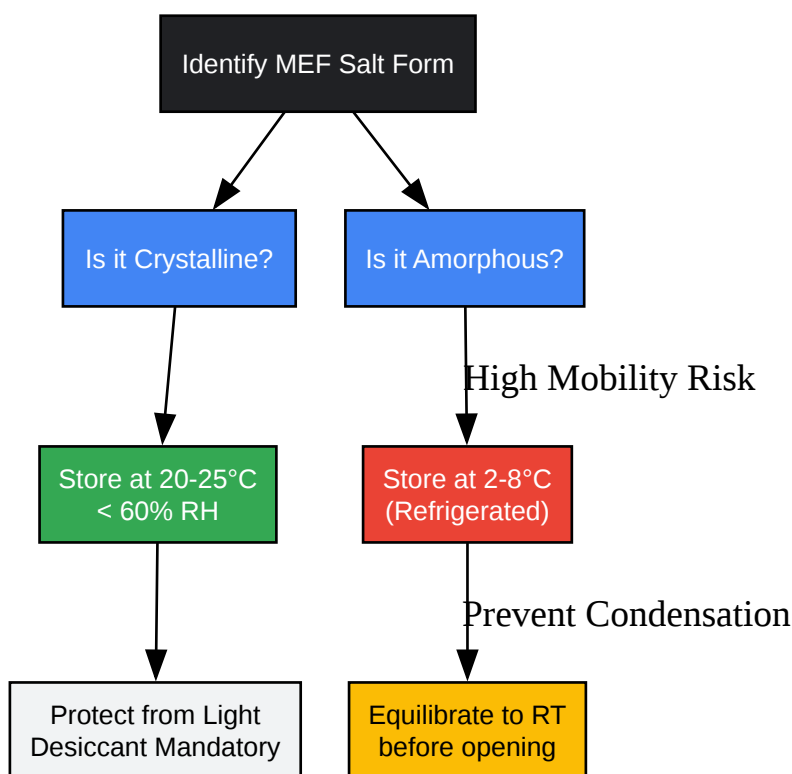 Identify MEF Salt Form
Is it Crystalline?
Is it Amorphous?
High Mobility Risk
Store at 20-25°C
< 60% RH
Store at 2-8°C
(Refrigerated)
Prevent Condensation
Protect from Light
Desiccant Mandatory
Equilibrate to RT
before opening